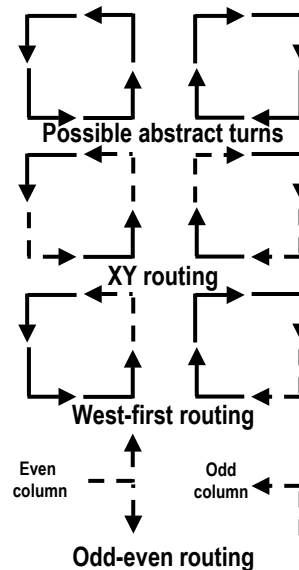 Possible abstract turns
XY routing
West-first routing
Even
column
Odd
column
Odd-even routing